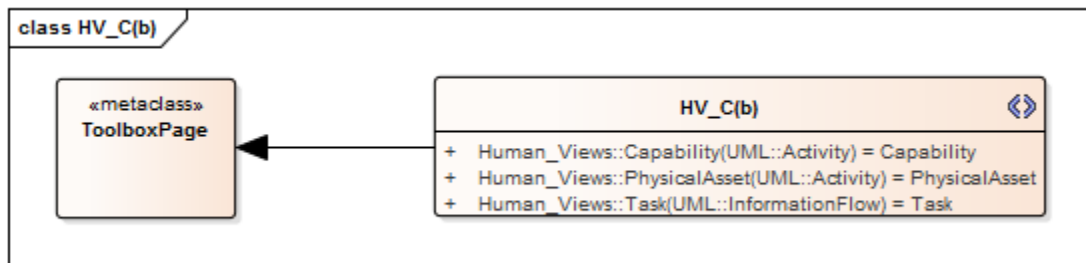 class HV_C(b)
«metaclass»
ToolboxPage
HV_C(b)
+ Human_Views::Capability(UML::Activity) = Capability
+ Human_Views::PhysicalAsset(UML::Activity) = PhysicalAsset
+ Human_Views::Task(UML::InformationFlow) = Task